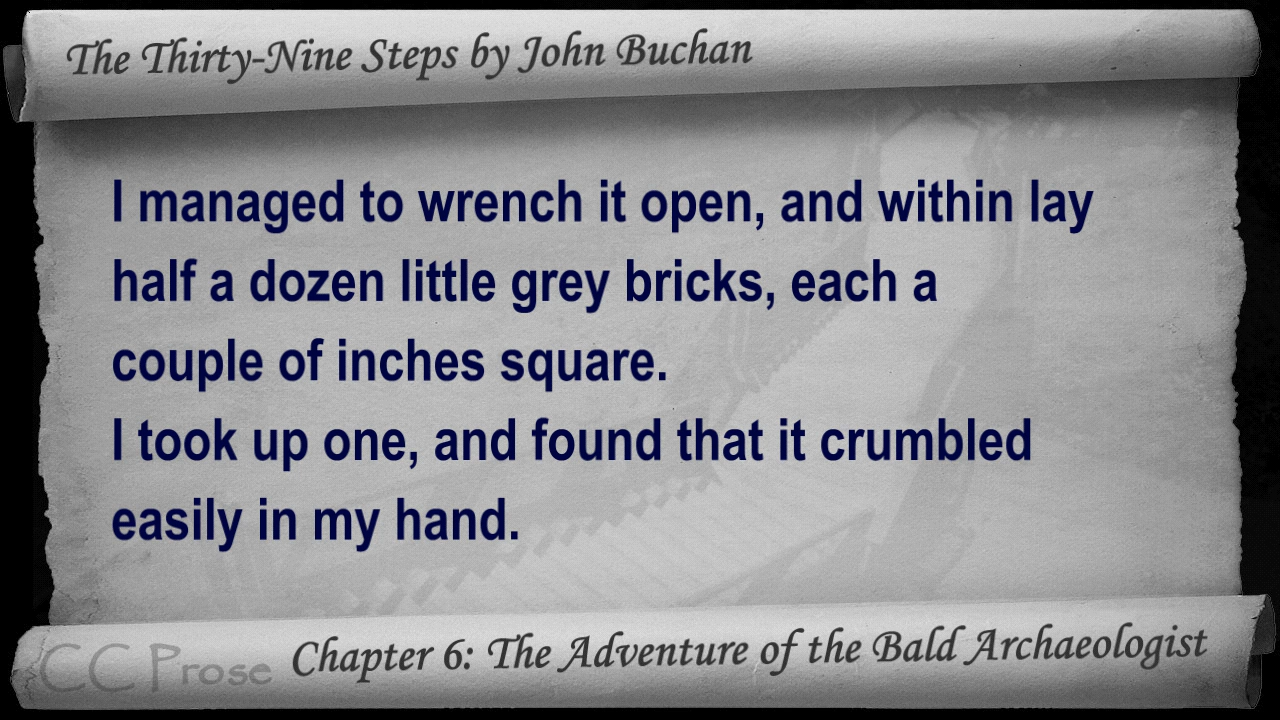 The Thirty-Nine Steps by John Buchan
I managed to wrench it open, and within lay
half a dozen little grey bricks, each a
couple of inches square.
I took up one, and found that it crumbled
easily in my hand.
CC Prose
Chapter 6: The Adventure of the Bald Archaeologist